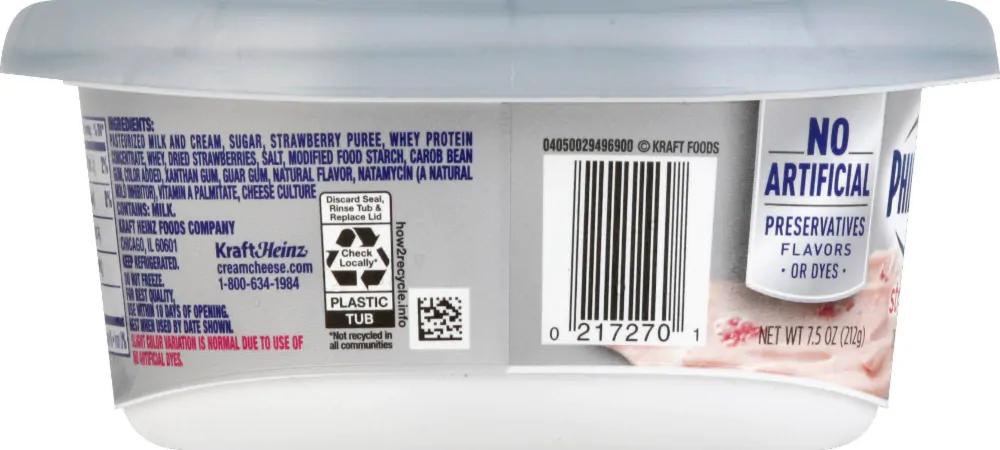 INGREDIENTS:
PASTEURIZED MILK AND CREAM, SUGAR, STRAWBERRY PUREE, WHEY PROTEIN
CONCENTRATE, WHEY, DRIED STRAWBERRIES, SALT, MODIFIED FOOD STARCH, CAROB BEAN
GUM, COLOR ADDED, XANTHAN GUM, GUAR GUM, NATURAL FLAVOR, NATAMYCIN (A NATURAL
MOLD INHIBITOR), VITAMIN A PALMITATE, CHEESE CULTURE
CONTAINS: MILK.
KRAFT HEINZ FOODS COMPANY
CHICAGO, IL 60601
KEEP REFRIGERATED.
DO NOT FREEZE.
FOR BEST QUALITY,
USE WITHIN 10 DAYS OF OPENING.
BEST WHEN USED BY DATE SHOWN.
SLIGHT COLOR VARIATION IS NORMAL DUE TO USE OF
NO ARTIFICIAL DYES.
KraftHeinz
creamcheese.com
1-800-634-1984
Discard Seal,
Rinse Tub &
Replace Lid
Check
Locally*
PLASTIC
TUB
*Not recycled in
all communities
how2recycle.info
04050029496900 © KRAFT FOODS
0 217270 1
NO
ARTIFICIAL
PRESERVATIVES
FLAVORS
• OR DYES •
NET WT 7.5 OZ (212g)